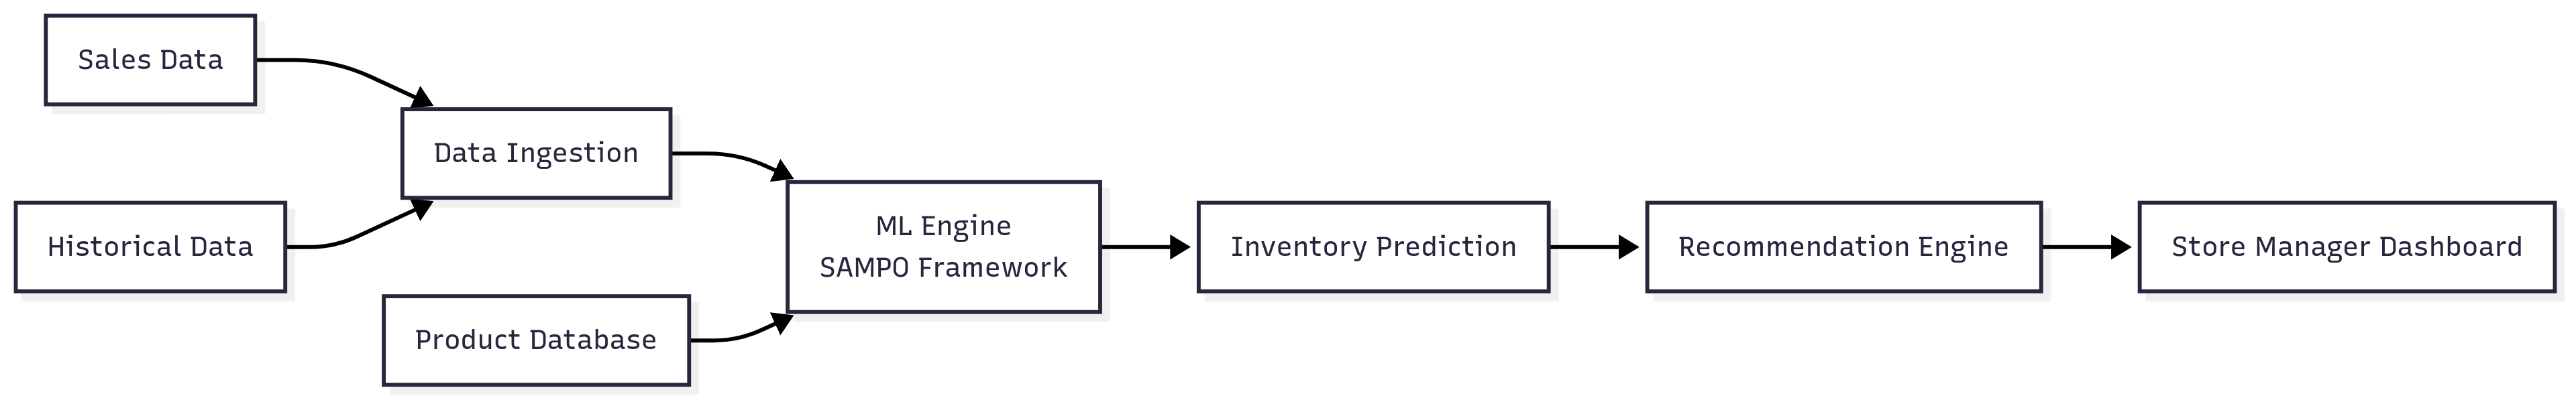 Sales Data
Historical Data
Data Ingestion
Product Database
ML Engine
SAMPO Framework
Inventory Prediction
Recommendation Engine
Store Manager Dashboard